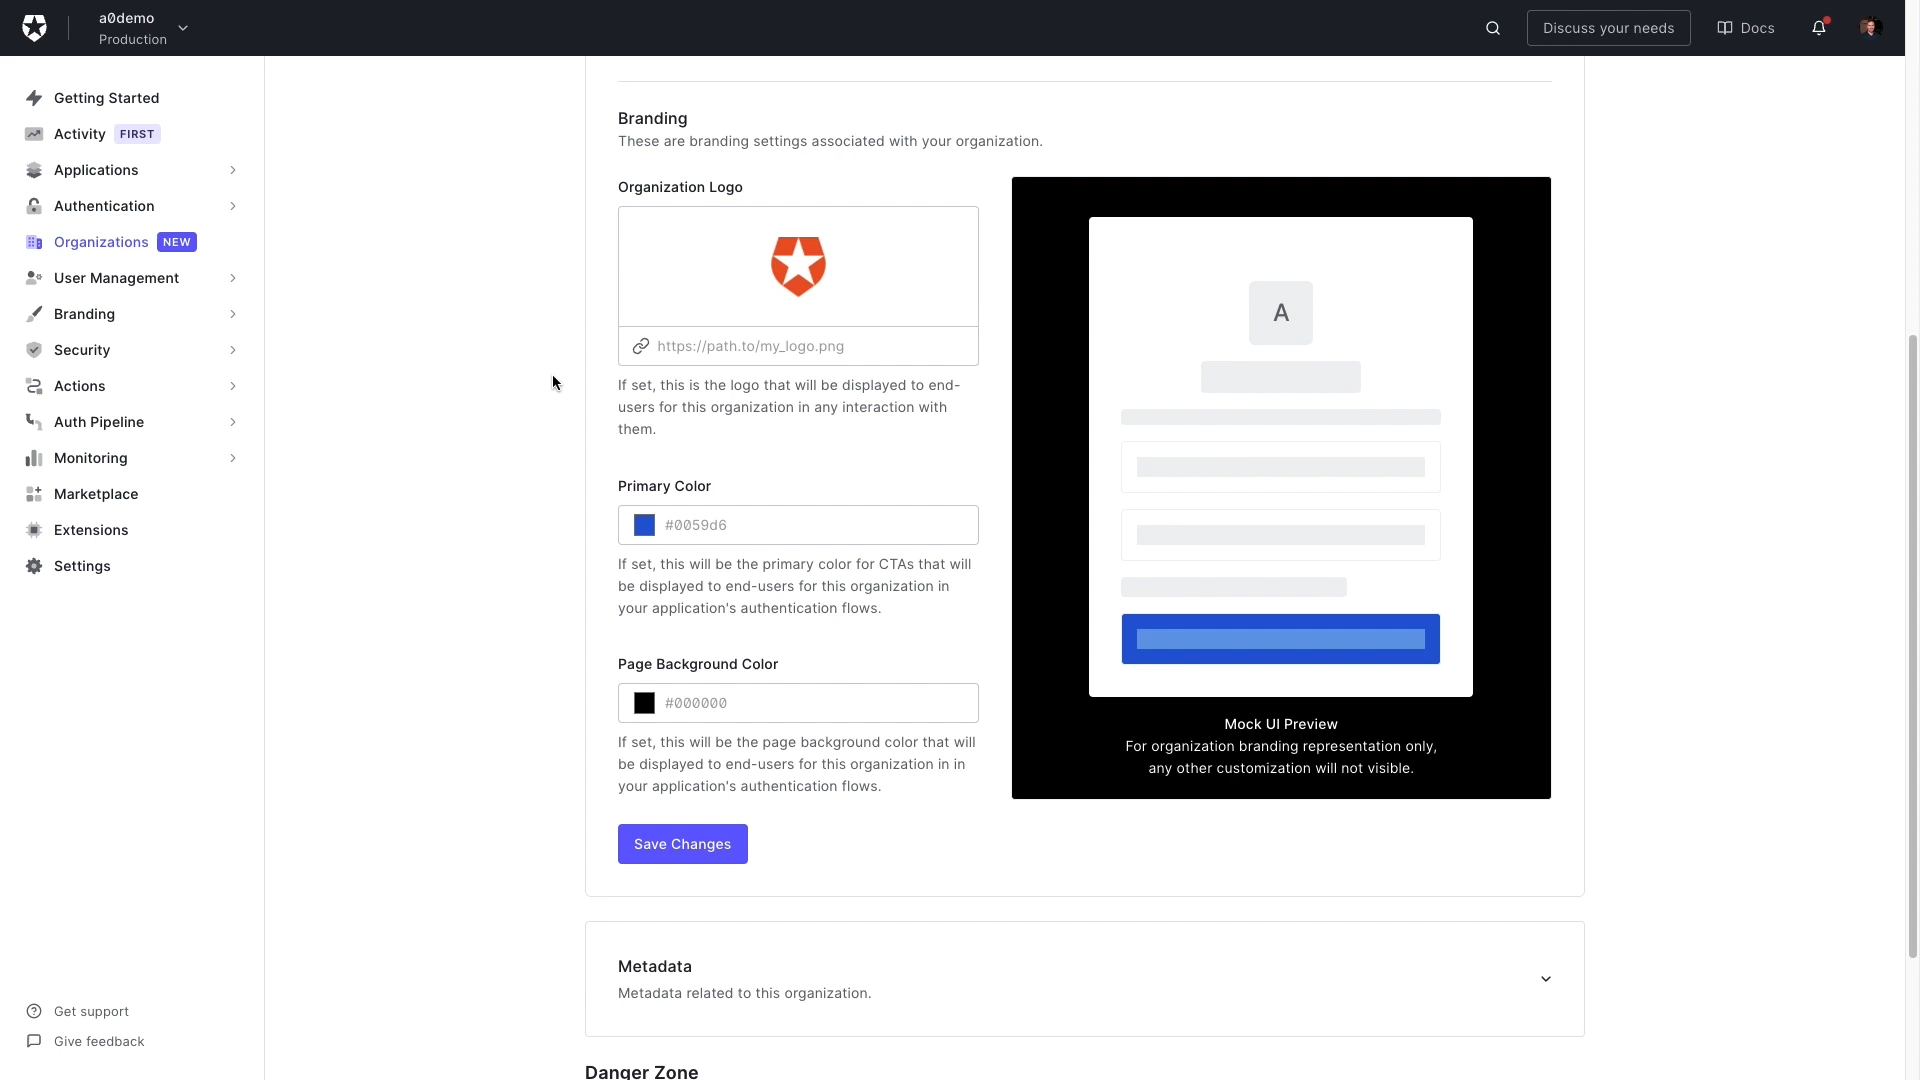 a0demo
Production
Discuss your needs
Docs
Getting Started
Activity FIRST
Applications
Authentication
Organizations NEW
User Management
Branding
Security
Actions
Auth Pipeline
Monitoring
Marketplace
Extensions
Settings
Get support
Give feedback
Branding
These are branding settings associated with your organization.
Organization Logo
https://path.to/my_logo.png
If set, this is the logo that will be displayed to end-
users for this organization in any interaction with
them.
Primary Color
#0059d6
If set, this will be the primary color for CTAs that will
be displayed to end-users for this organization in
your application's authentication flows.
Page Background Color
#000000
If set, this will be the page background color that will
be displayed to end-users for this organization in in
your application's authentication flows.
Save Changes
A
Mock UI Preview
For organization branding representation only,
any other customization will not visible.
Metadata
Metadata related to this organization.
Danger Zone